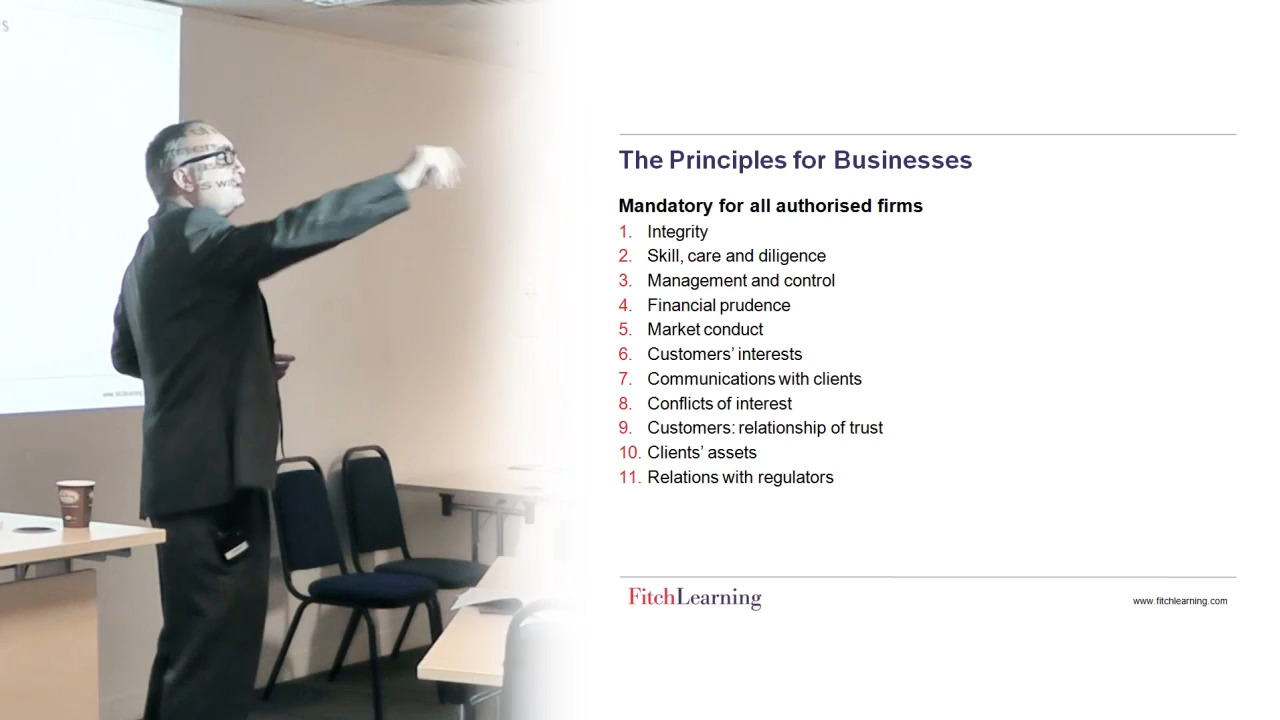 The Principles for Businesses
Mandatory for all authorised firms
1. Integrity
2. Skill, care and diligence
3. Management and control
4. Financial prudence
5. Market conduct
6. Customers' interests
7. Communications with clients
8. Conflicts of interest
9. Customers: relationship of trust
10. Clients' assets
11. Relations with regulators
FitchLearning
www.fitchlearning.com